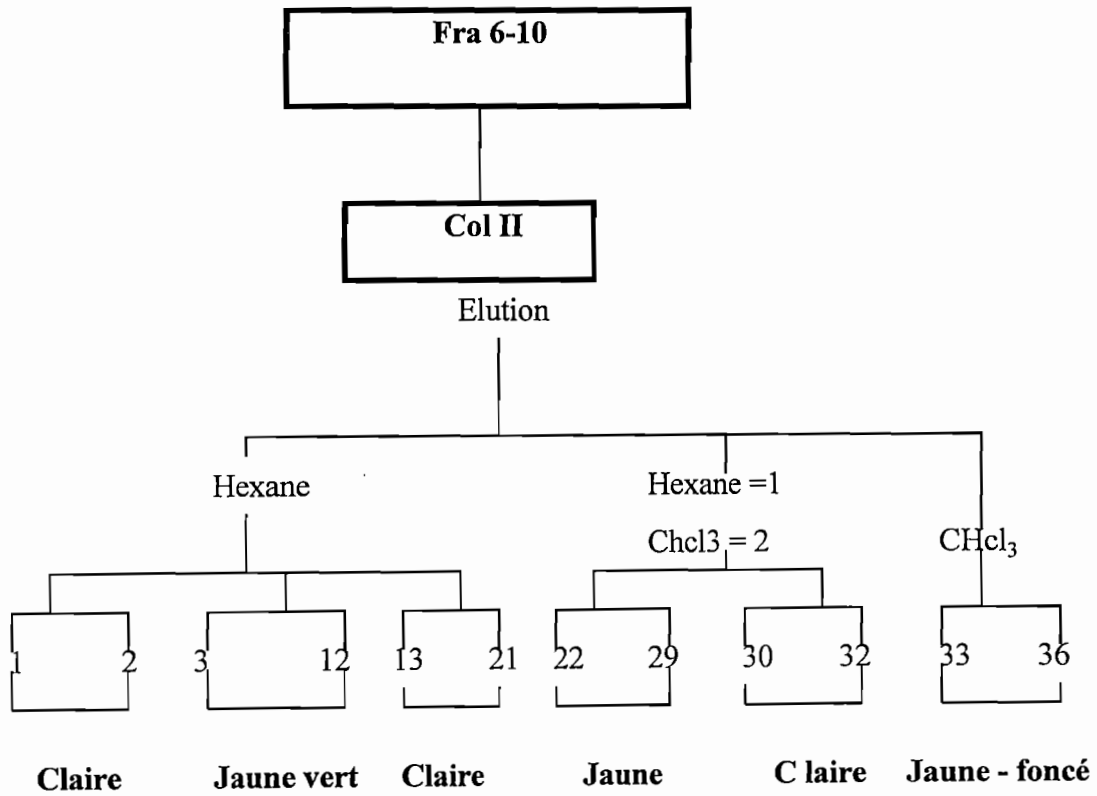 Fra 6-10
Col II
Elution
Hexane
Hexane =1
Chcl3 = 2
CHcl₃
1 2 3 12 13 21 22 29 30 32 33 36
Claire Jaune vert Claire Jaune C laire Jaune - foncé